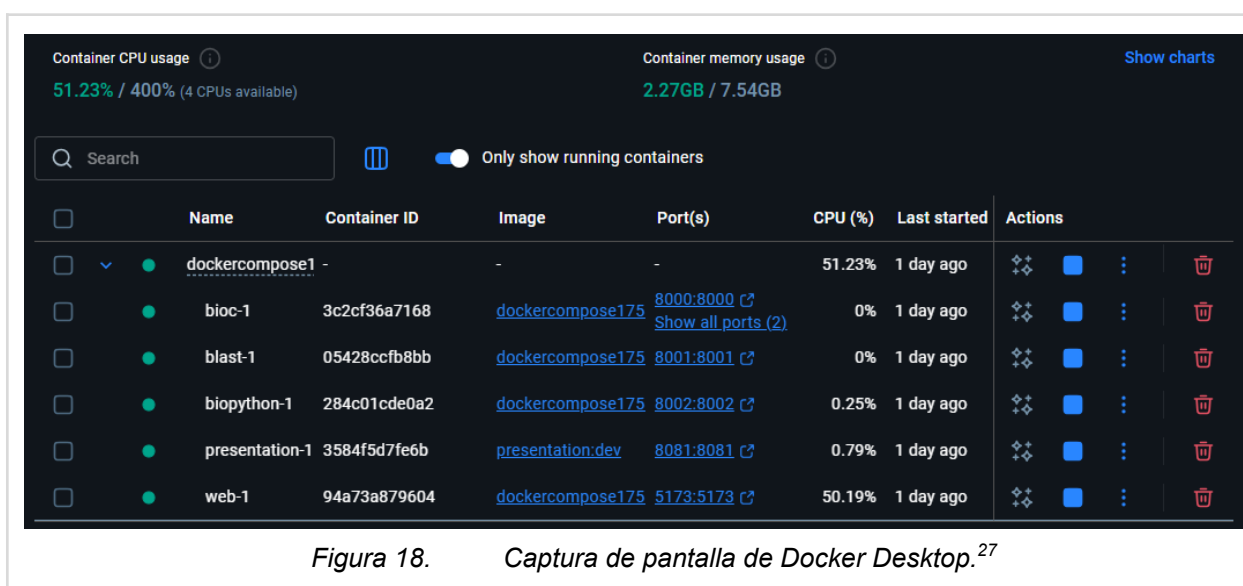 Container CPU usage
Container memory usage
Show charts
51.23% / 400% (4 CPUs available)
2.27GB / 7.54GB
Search
Only show running containers
Name Container ID Image Port(s) CPU (%) Last started Actions
dockercompose1 - - - 51.23% 1 day ago
bioc-1 3c2cf36a7168 dockercompose175 8000:8000 0% 1 day ago
Show all ports (2)
blast-1 05428ccfb8bb dockercompose175 8001:8001 0% 1 day ago
biopython-1 284c01cde0a2 dockercompose175 8002:8002 0.25% 1 day ago
presentation-1 3584f5d7fe6b presentation:dev 8081:8081 0.79% 1 day ago
web-1 94a73a879604 dockercompose175 5173:5173 50.19% 1 day ago
Figura 18. Captura de pantalla de Docker Desktop.27